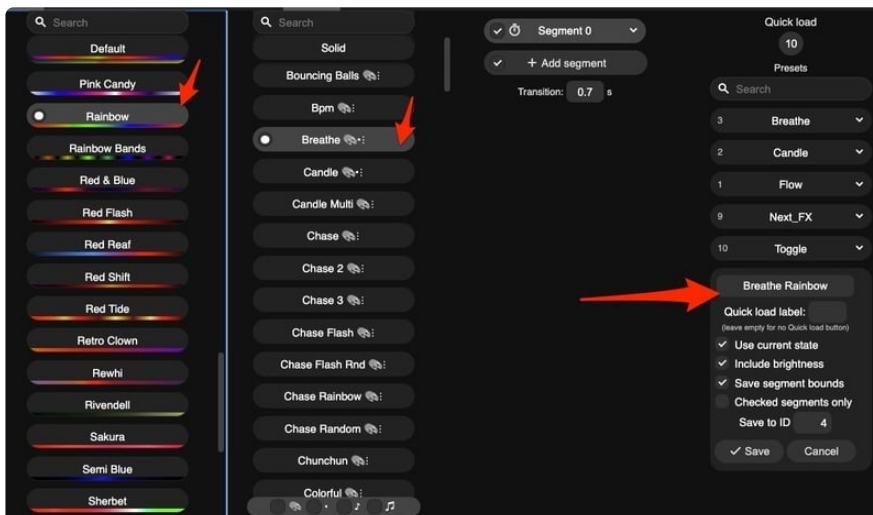 Search
Default
Pink Candy
Rainbow
Rainbow Bands
Red & Blue
Red Flash
Red Reaf
Red Shift
Red Tide
Retro Clown
Rewhi
Rivendell
Sakura
Semi Blue
Sherbet
Search
Solid
Bouncing Balls
Bpm
Breathe
Candle
Candle Multi
Chase
Chase 2
Chase 3
Chase Flash
Chase Flash Rnd
Chase Rainbow
Chase Random
Chunchun
Colorful
Segment 0
+ Add segment
Transition: 0.7 s
Quick load
10
Presets
Search
3 Breathe
2 Candle
1 Flow
9 Next_FX
10 Toggle
Breathe Rainbow
Quick load label:
(leave empty for no Quick load button)
Use current state
Include brightness
Save segment bounds
Checked segments only
Save to ID 4
Save Cancel